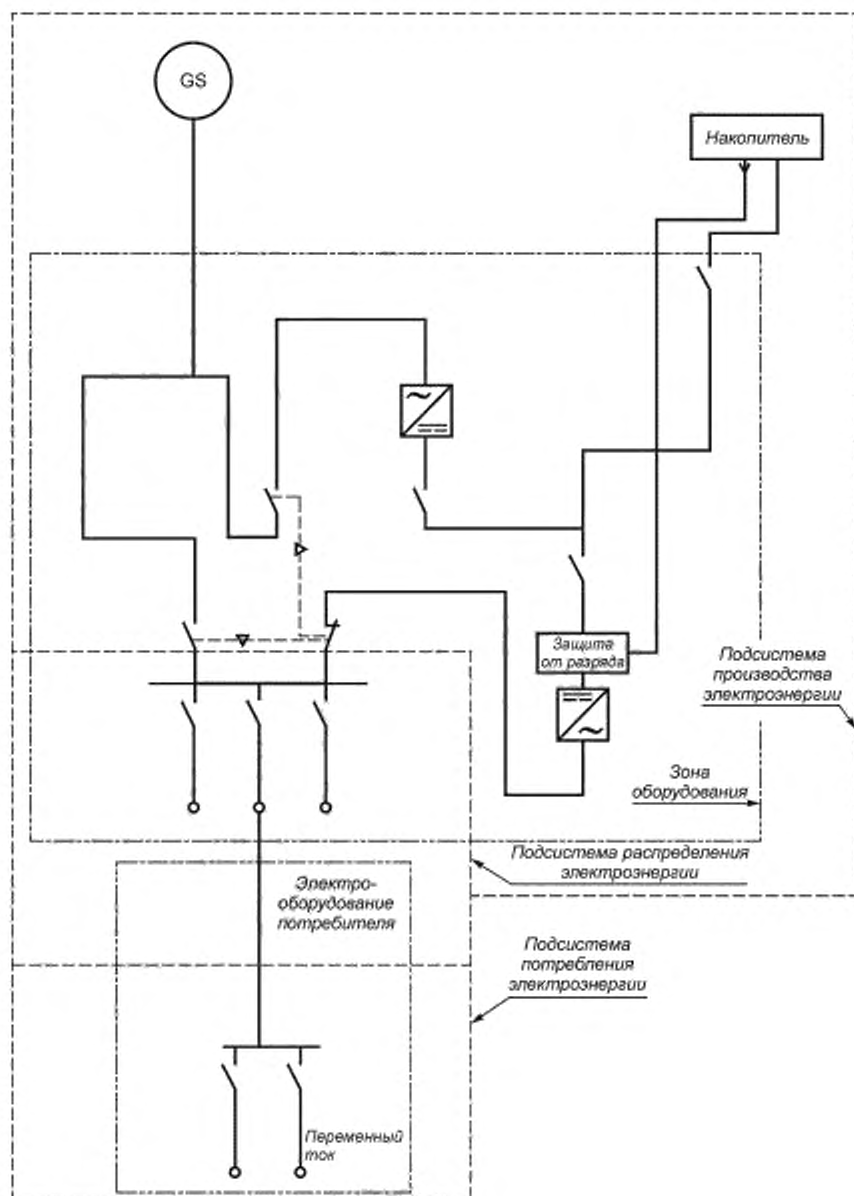 GS
Накопитель
Защита
от разряда
Подсистема
производства
электроэнергии
Зона
оборудования
Подсистема распределения
электроэнергии
Электро-
оборудование
потребителя
Подсистема
потребления
электроэнергии
Переменный
ток